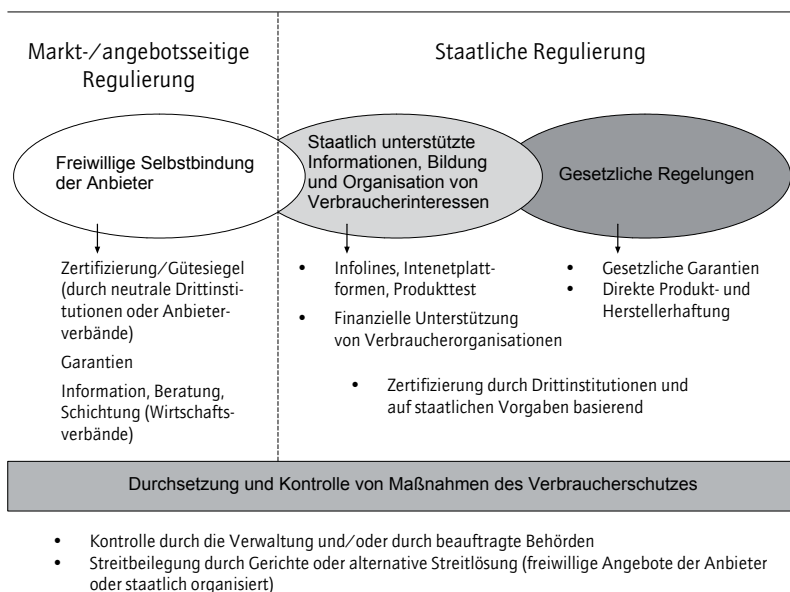 Markt-/angebotsseitige
Regulierung
Staatliche Regulierung
Freiwillige Selbstbindung
der Anbieter
Staatlich unterstützte
Informationen, Bildung
und Organisation von
Verbraucherinteressen
Gesetzliche Regelungen
Zertifizierung/Gütesiegel
(durch neutrale Drittinsti-
tutionen oder Anbieter-
verbände)
Garantien
Information, Beratung,
Schichtung (Wirtschafts-
verbände)
• Infolines, Intenetplatt-
formen, Produkttest
• Finanzielle Unterstützung
von Verbraucherorganisationen
• Gesetzliche Garantien
• Direkte Produkt- und
Herstellerhaftung
• Zertifizierung durch Drittinstitutionen und
auf staatlichen Vorgaben basierend
Durchsetzung und Kontrolle von Maßnahmen des Verbraucherschutzes
• Kontrolle durch die Verwaltung und/oder durch beauftragte Behörden
• Streitbeilegung durch Gerichte oder alternative Streitlösung (freiwillige Angebote der Anbieter
oder staatlich organisiert)